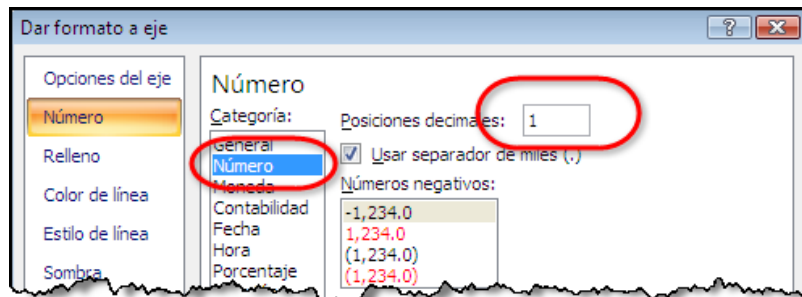 Dar formato a eje
Opciones del eje
Número
Relleno
Color de línea
Estilo de línea
Sombra
Número
Categoría:
General
Número
Moneda
Contabilidad
Fecha
Hora
Porcentaje
Posiciones decimales: 1
Usar separador de miles (.)
Números negativos:
-1,234.0
1,234.0
(1,234.0)
(1,234.0)